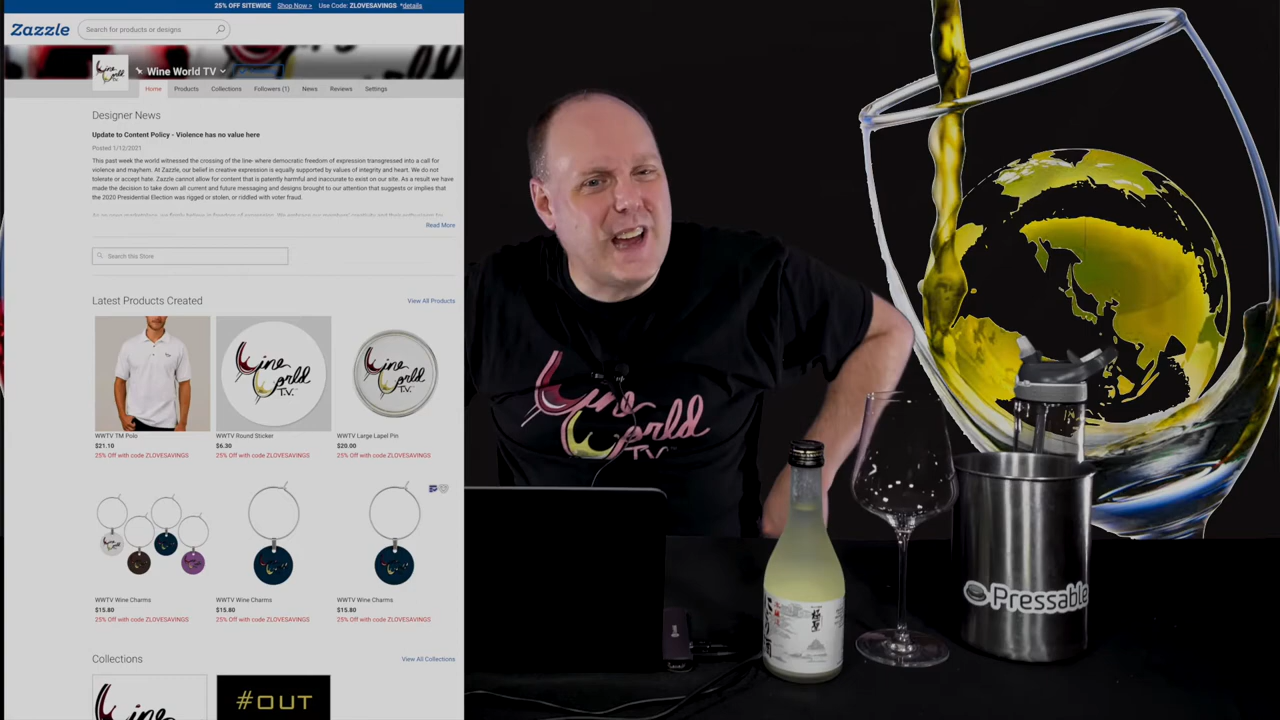 25% OFF SITEWIDE Shop Now > Use Code: ZLOVESAVINGS *details
Zazzle
Search for products or designs
Wine World TV
Wine World TV
Home Products Collections Followers (1) News Reviews Settings
Designer News
Update to Content Policy - Violence has no value here
Posted 1/12/2021
This past week the world witnessed the crossing of the line- where democratic freedom of expression transgressed into a call for
violence and mayhem. At Zazzle, our belief in creative expression is equally supported by values of integrity and heart. We do not
tolerate or accept hate. Zazzle cannot allow for content that is patently harmful and inaccurate to exist on our site. As a result we have
made the decision to take down all current and future messaging and designs brought to our attention that suggests or implies that
the 2020 Presidential Election was rigged or stolen, or riddled with voter fraud.
Read More
Search this Store
Latest Products Created View All Products
Wine World T.V.
Wine World T.V.
WWTV TM Polo WWTV Round Sticker WWTV Large Lapel Pin
$21.10 $6.30 $20.00
25% Off with code ZLOVESAVINGS 25% Off with code ZLOVESAVINGS 25% Off with code ZLOVESAVINGS
WWTV Wine Charms WWTV Wine Charms WWTV Wine Charms
$15.80 $15.80 $15.80
25% Off with code ZLOVESAVINGS 25% Off with code ZLOVESAVINGS 25% Off with code ZLOVESAVINGS
Collections View All Collections
Wine
#OUT
Wine World TV
Pressable